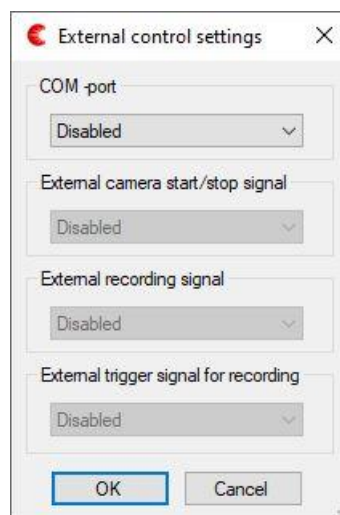 External control settings
COM -port
Disabled
External camera start/stop signal
Disabled
External recording signal
Disabled
External trigger signal for recording
Disabled
OK Cancel